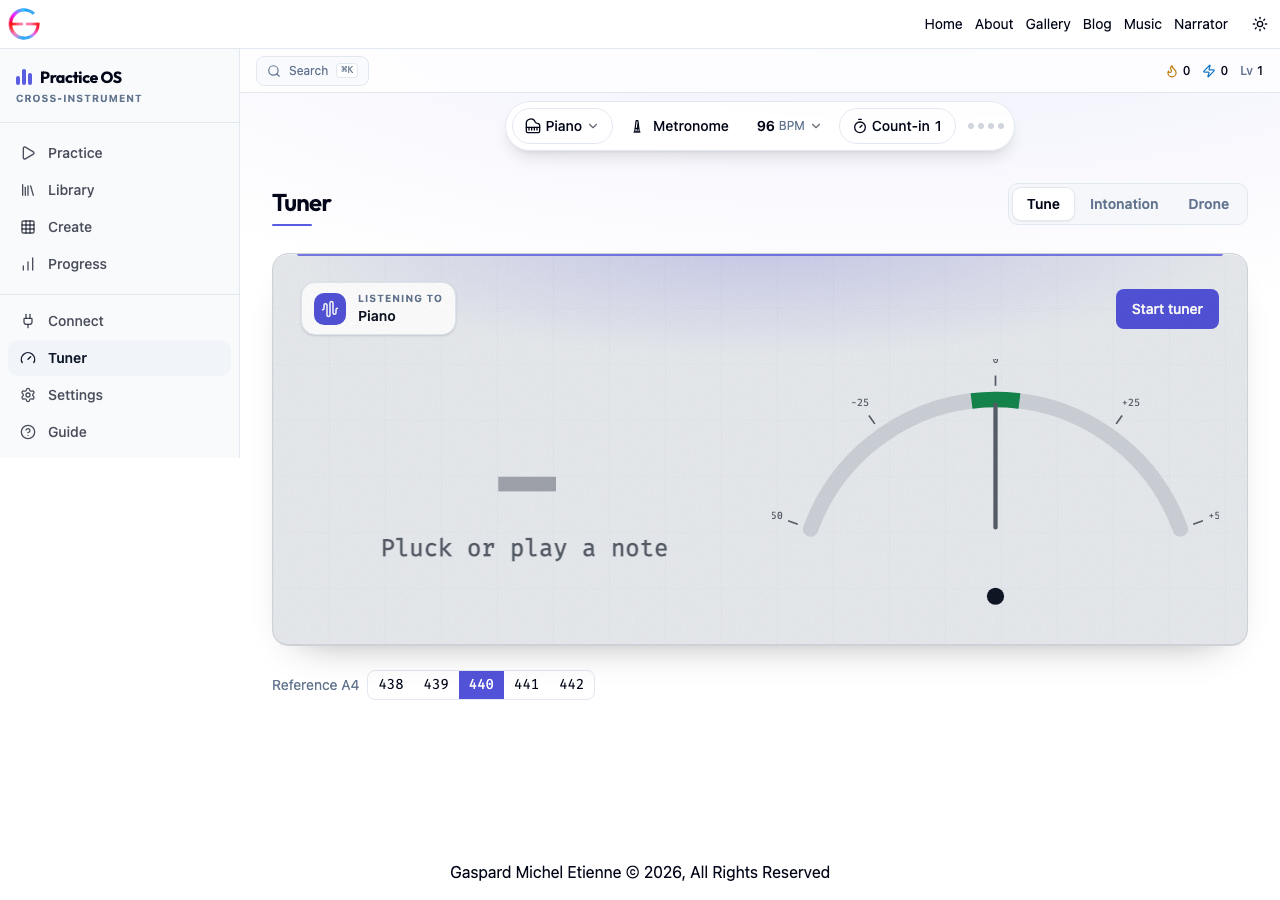 Home About Gallery Blog Music Narrator
Practice OS
CROSS-INSTRUMENT
Search ⌘K
0 0 Lv 1
Piano Metronome 96 BPM Count-in 1
Practice
Library
Create
Progress
Connect
Tuner
Settings
Guide
Tuner
Tune Intonation Drone
LISTENING TO
Piano
Start tuner
-25 +25
50 +5
Pluck or play a note
Reference A4 438 439 440 441 442
Gaspard Michel Etienne © 2026, All Rights Reserved